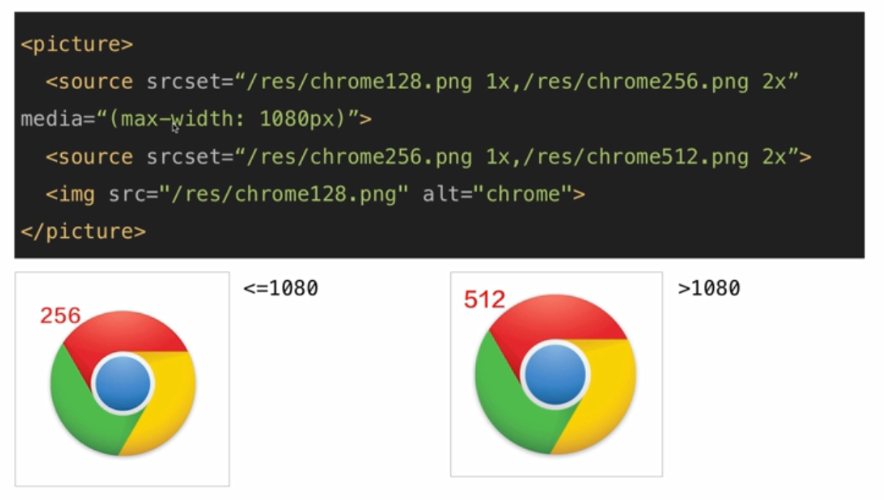 <picture>
<source srcset=“/res/chrome128.png 1x,/res/chrome256.png 2x”
media=“(max-width: 1080px)”>
<source srcset=“/res/chrome256.png 1x,/res/chrome512.png 2x”>
<img src="/res/chrome128.png" alt="chrome">
</picture>
256
<=1080
512
>1080